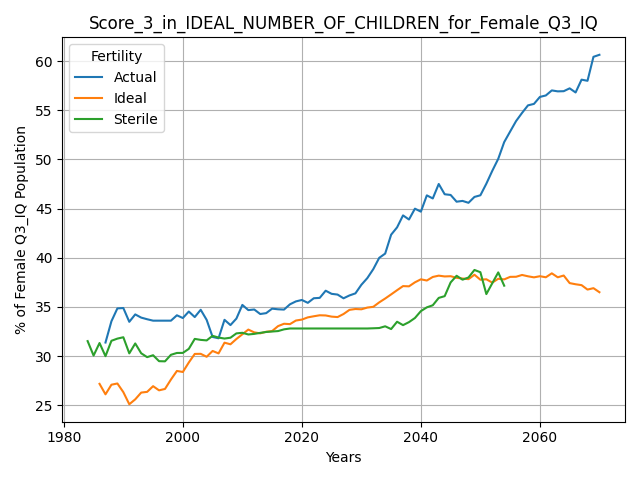 Score_3_in_IDEAL_NUMBER_OF_CHILDREN_for_Female_Q3_IQ
Fertility
Actual
Ideal
Sterile
% of Female Q3_IQ Population
60
55
50
45
40
35
30
25
1980
2000
2020
2040
2060
Years